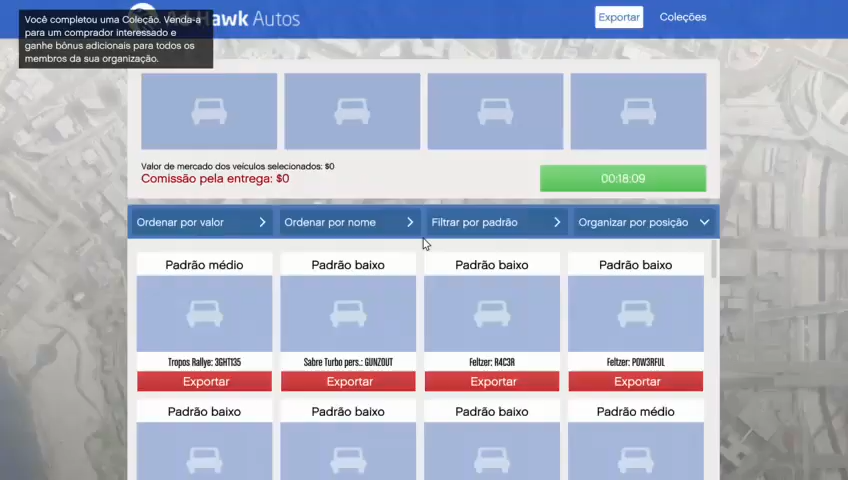 Você completou uma Coleção. Venda-a
para um comprador interessado e
ganhe bônus adicionais para todos os
membros da sua organização.
Hawk Autos
Exportar
Coleções
Valor de mercado dos veículos selecionados: $0
Comissão pela entrega: $0
00:18:09
Ordenar por valor
Ordenar por nome
Filtrar por padrão
Organizar por posição
Padrão médio
Padrão baixo
Padrão baixo
Padrão baixo
Tropos Rallye: 3GHT135
Sabre Turbo pers.: GUNZOUT
Feltzer: R4C3R
Feltzer: P0W3RFUL
Exportar
Exportar
Exportar
Exportar
Padrão baixo
Padrão baixo
Padrão baixo
Padrão médio